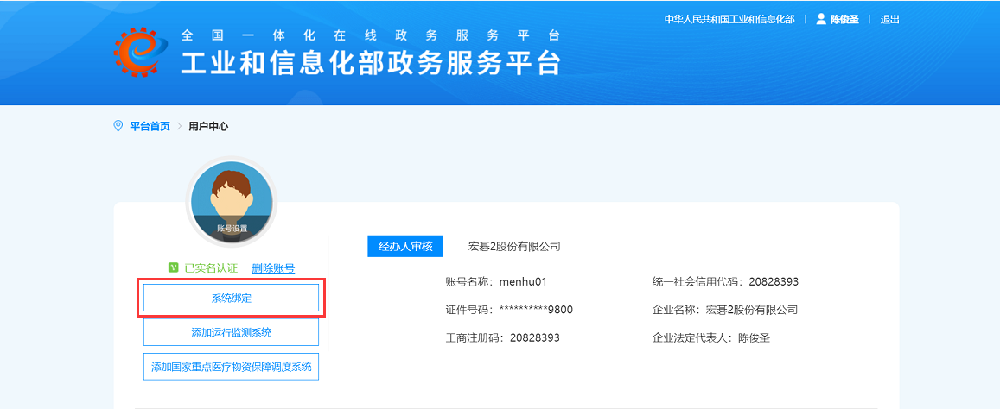 中华人民共和国工业和信息化部 | 陈俊圣 | 退出
全国一体化在线政务服务平台
工业和信息化部政务服务平台
平台首页 > 用户中心
账号设置
已实名认证 删除账号
系统绑定
添加运行监测系统
添加国家重点医疗物资保障调度系统
经办人审核 宏碁2股份有限公司
账号名称：menhu01 统一社会信用代码：20828393
证件号码：**********9800 企业名称：宏碁2股份有限公司
工商注册码：20828393 企业法定代表人：陈俊圣